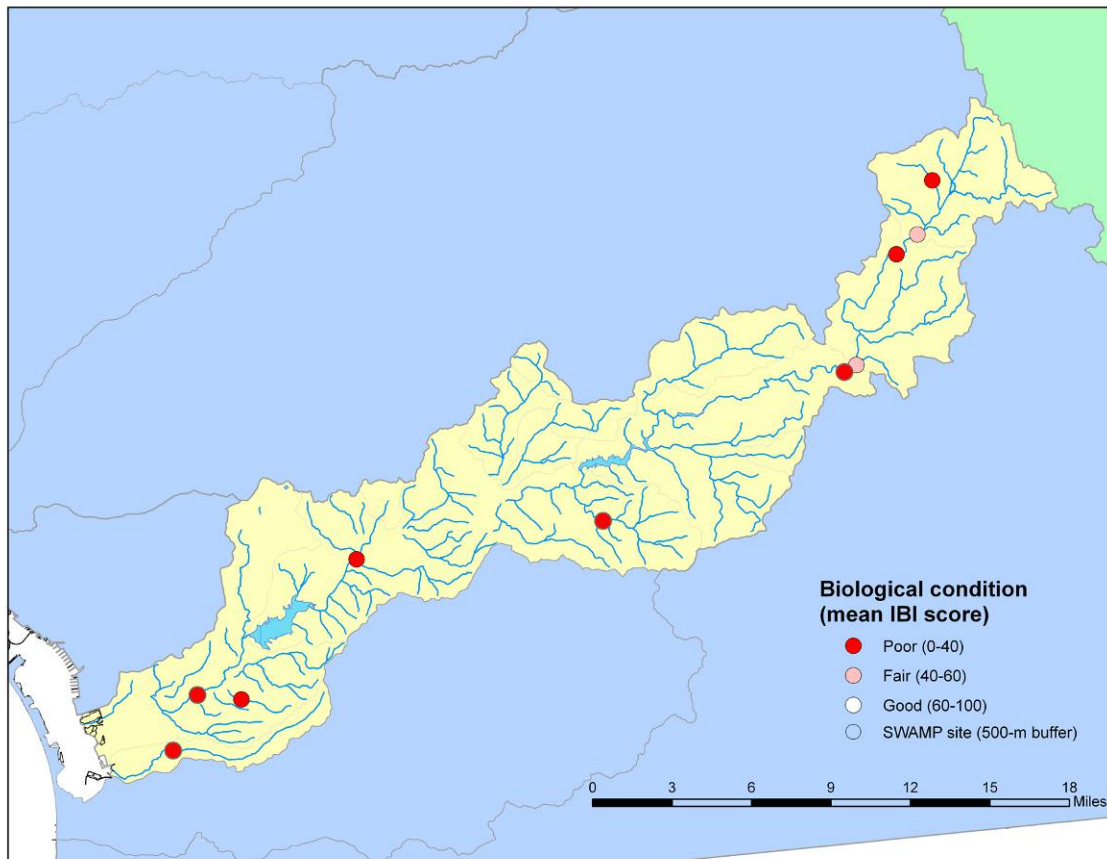 Biological condition
(mean IBI score)
Poor (0-40)
Fair (40-60)
Good (60-100)
SWAMP site (500-m buffer)
0 3 6 9 12 15 18
Miles